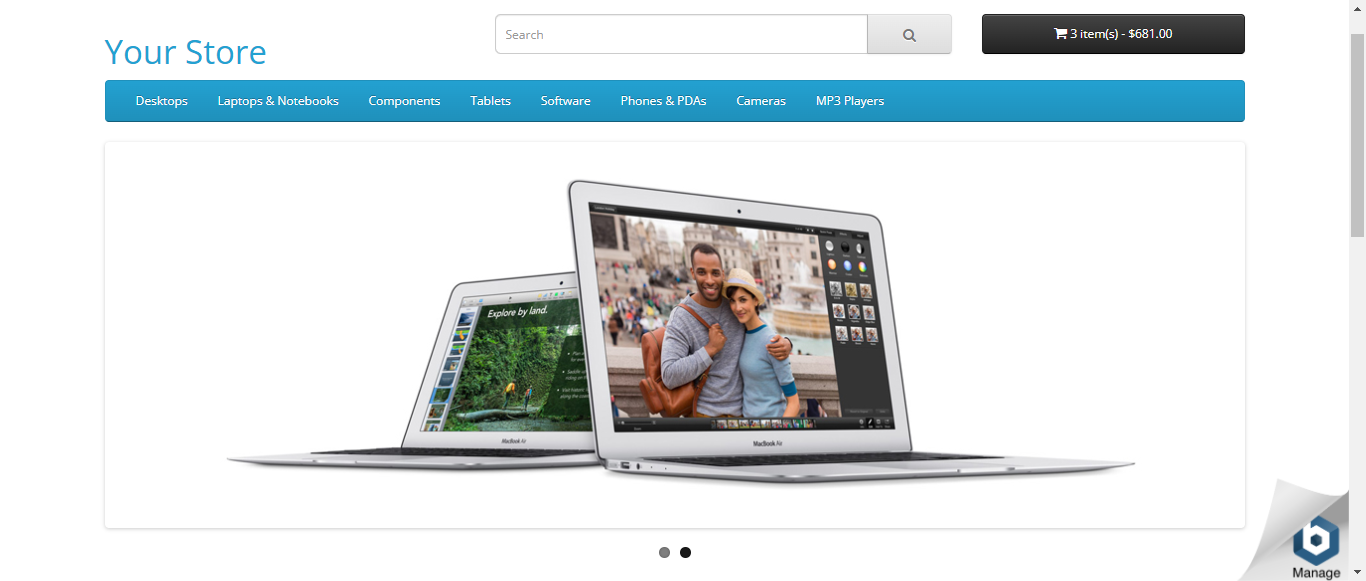 Search
3 item(s) - $681.00
Your Store
Desktops Laptops & Notebooks Components Tablets Software Phones & PDAs Cameras MP3 Players
Explore by land.
MacBook Air
MacBook Air
Manage